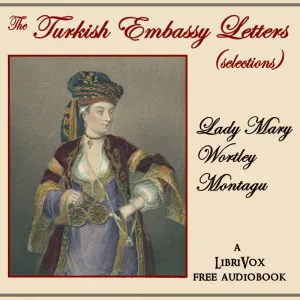 The Turkish Embassy Letters
(selections)
Lady Mary
Wortley
Montagu
A
LIBRIVOX
FREE AUDIOBOOK